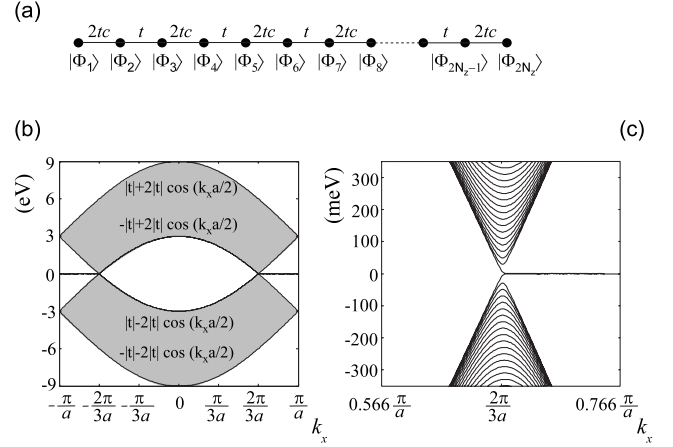 (a)
2tc t 2tc t 2tc t 2tc t 2tc
|Φ1⟩ |Φ2⟩ |Φ3⟩ |Φ4⟩ |Φ5⟩ |Φ6⟩ |Φ7⟩ |Φ8⟩ |Φ2Nz−1⟩ |Φ2Nz⟩
(b)
(eV)
9
6
3
0
-3
-6
-9
|t|+2|t| cos (kxa/2)
-|t|+2|t| cos (kxa/2)
|t|-2|t| cos (kxa/2)
-|t|-2|t| cos (kxa/2)
-π/a -2π/3a -π/3a 0 π/3a 2π/3a π/a kx
(c)
(meV)
300
200
100
0
-100
-200
-300
0.566 π/a 2π/3a 0.766 π/a kx